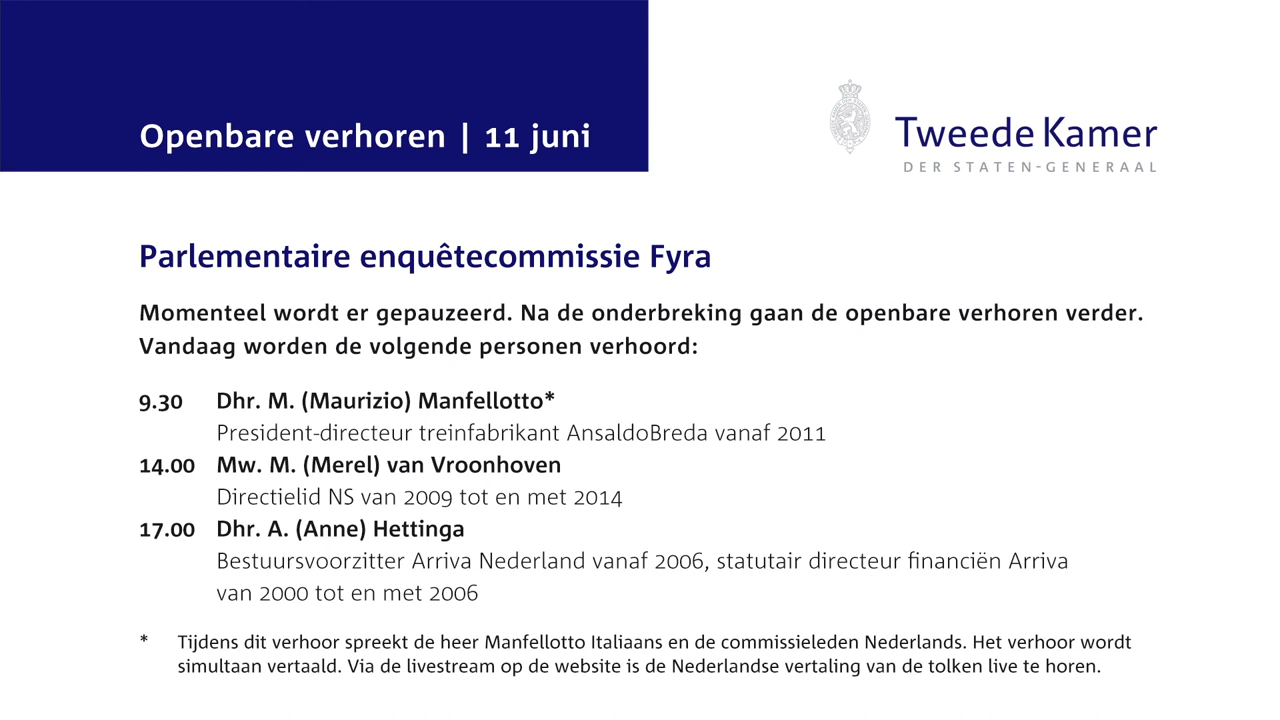 Openbare verhoren | 11 juni
Tweede Kamer
DER STATEN-GENERAAL
Parlementaire enquêtecommissie Fyra
Momenteel wordt er gepauzeerd. Na de onderbreking gaan de openbare verhoren verder.
Vandaag worden de volgende personen verhoord:
9.30 Dhr. M. (Maurizio) Manfellotto*
President-directeur treinfabrikant AnsaldoBreda vanaf 2011
14.00 Mw. M. (Merel) van Vroonhoven
Directielid NS van 2009 tot en met 2014
17.00 Dhr. A. (Anne) Hettinga
Bestuursvoorzitter Arriva Nederland vanaf 2006, statutair directeur financiën Arriva
van 2000 tot en met 2006
* Tijdens dit verhoor spreekt de heer Manfellotto Italiaans en de commissieleden Nederlands. Het verhoor wordt
simultaan vertaald. Via de livestream op de website is de Nederlandse vertaling van de tolken live te horen.